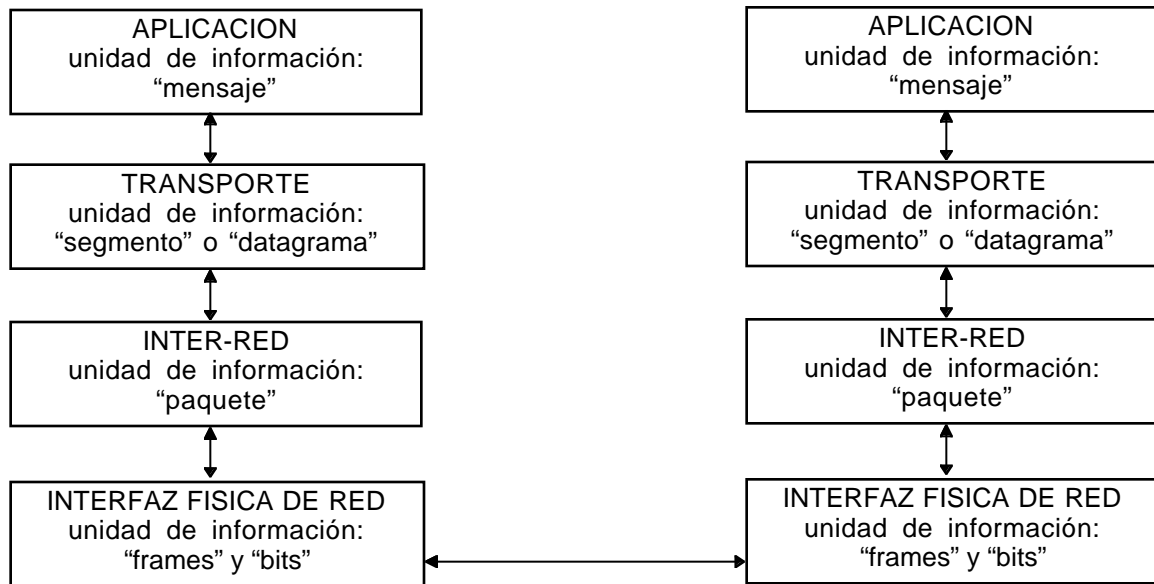 APLICACION
unidad de información:
“mensaje”
TRANSPORTE
unidad de información:
“segmento” o “datagrama”
INTER-RED
unidad de información:
“paquete”
INTERFAZ FISICA DE RED
unidad de información:
“frames” y “bits”
APLICACION
unidad de información:
“mensaje”
TRANSPORTE
unidad de información:
“segmento” o “datagrama”
INTER-RED
unidad de información:
“paquete”
INTERFAZ FISICA DE RED
unidad de información:
“frames” y “bits”